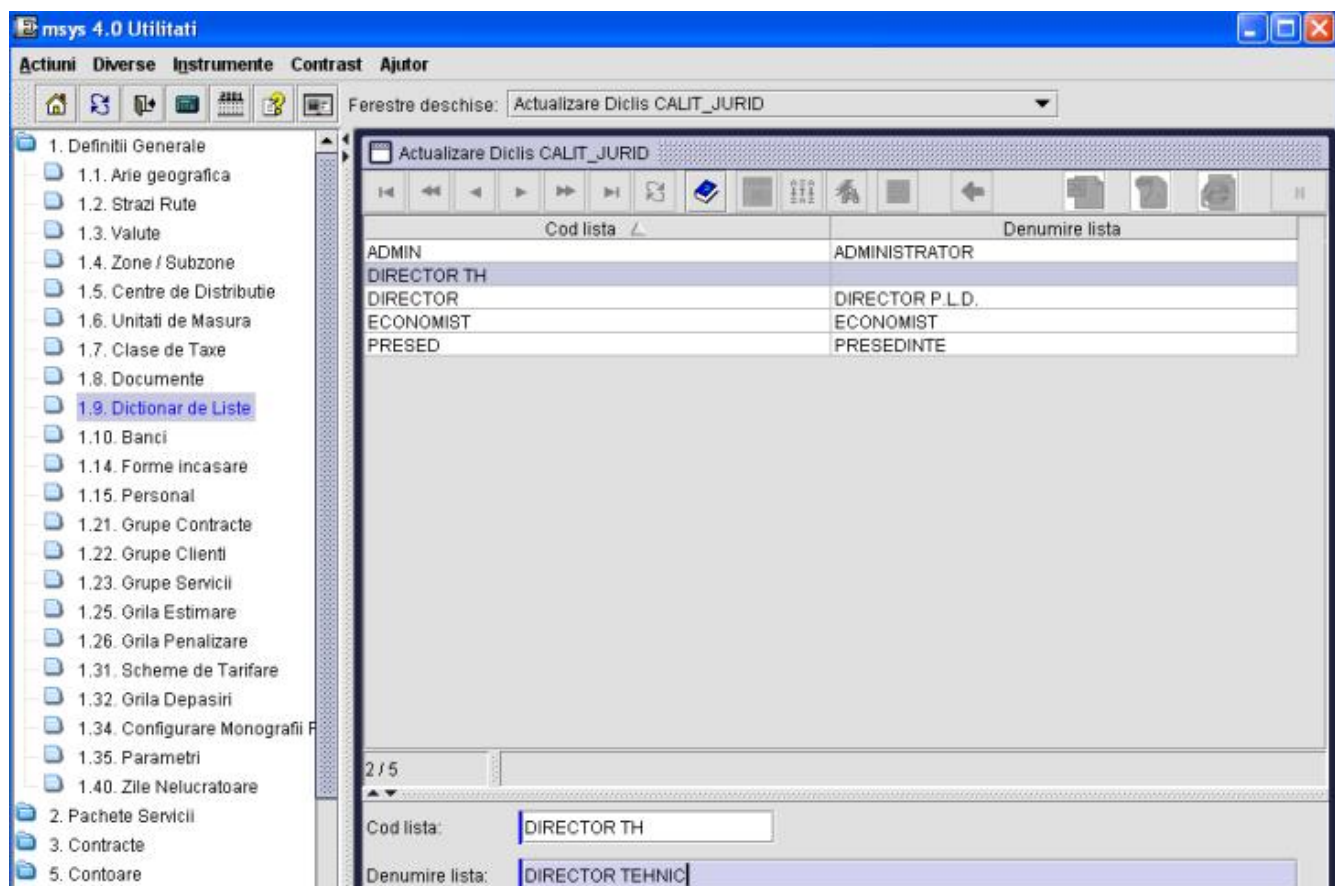 msys 4.0 Utilitati
Actiuni Diverse Instrumente Contrast Ajutor
Ferestre deschise: Actualizare Diclis CALIT_JURID
1. Definitii Generale
1.1. Arie geografica
1.2. Strazi Rute
1.3. Valute
1.4. Zone / Subzone
1.5. Centre de Distributie
1.6. Unitati de Masura
1.7. Clase de Taxe
1.8. Documente
1.9. Dictionar de Liste
1.10. Banci
1.14. Forme incasare
1.15. Personal
1.21. Grupe Contracte
1.22. Grupe Clienti
1.23. Grupe Servicii
1.25. Grila Estimare
1.26. Grila Penalizare
1.31. Scheme de Tarifare
1.32. Grila Depasiri
1.34. Configurare Monografii F
1.35. Parametri
1.40. Zile Nelucratoare
2. Pachete Servicii
3. Contracte
5. Contoare
Actualizare Diclis CALIT_JURID
Cod lista Denumire lista
ADMIN ADMINISTRATOR
DIRECTOR TH
DIRECTOR DIRECTOR P.L.D.
ECONOMIST ECONOMIST
PRESED PRESEDINTE
2 / 5
Cod lista: DIRECTOR TH
Denumire lista: DIRECTOR TEHNIC